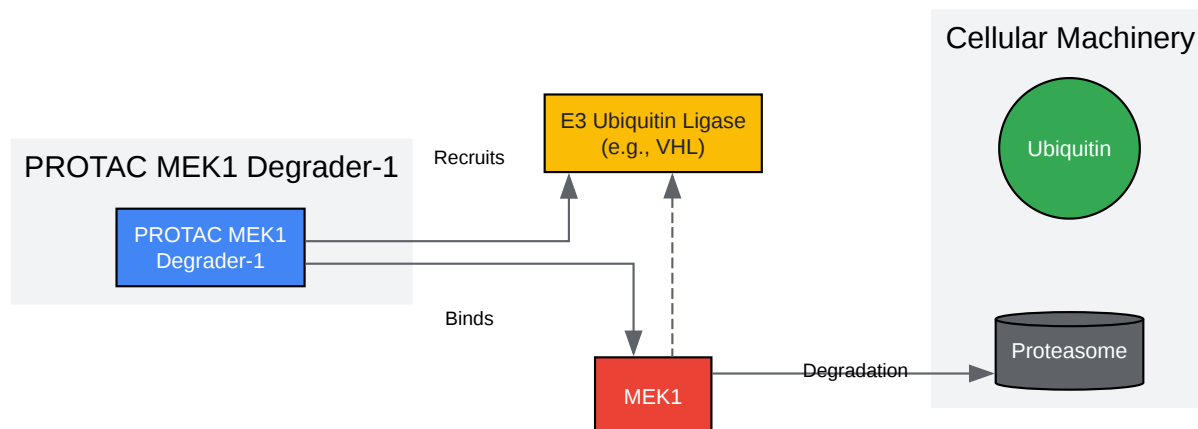 Cellular Machinery
E3 Ubiquitin Ligase
(e.g., VHL)
Recruits
Ubiquitin
PROTAC MEK1 Degrader-1
PROTAC MEK1
Degrader-1
Binds
Proteasome
Degradation
MEK1